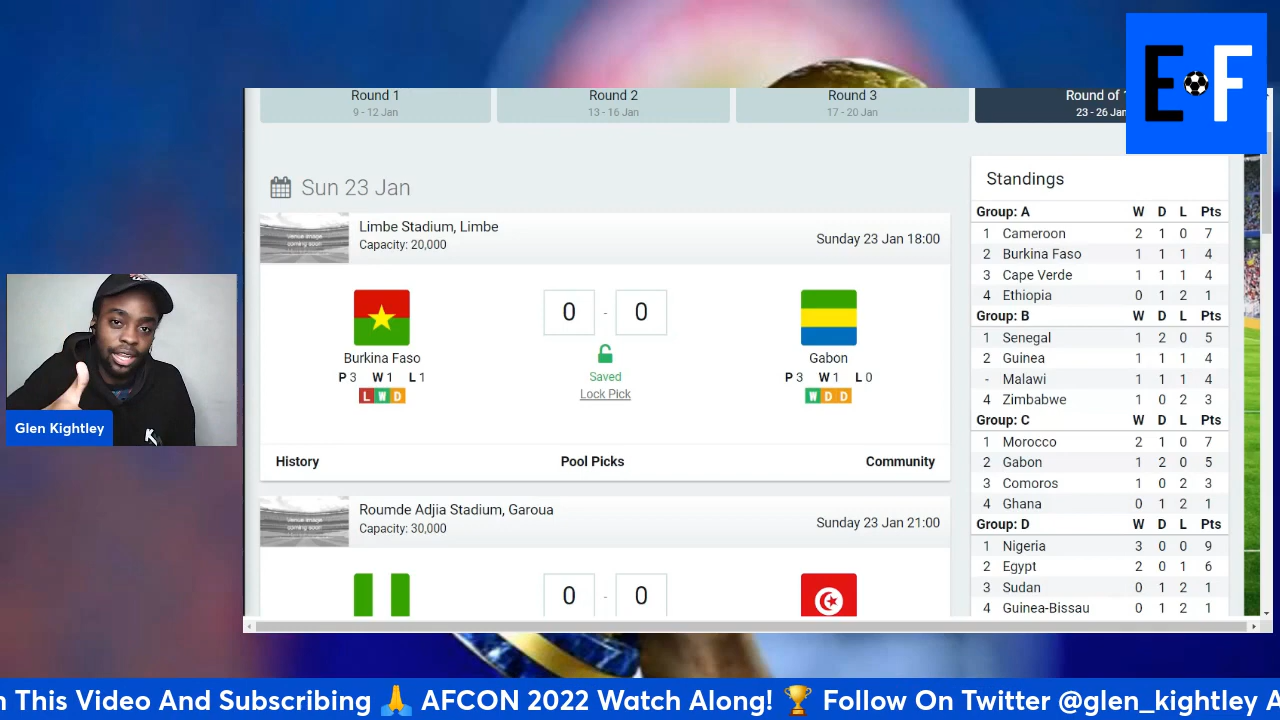 E F
Round 1
9 - 12 Jan
Round 2
13 - 16 Jan
Round 3
17 - 20 Jan
Round of
23 - 26 Jan
Sun 23 Jan
Limbe Stadium, Limbe
Capacity: 20,000
Sunday 23 Jan 18:00
Venue image
coming soon
0 - 0
Burkina Faso
P 3 W 1 L 1
L W D
Saved
Lock Pick
Gabon
P 3 W 1 L 0
W D D
History
Pool Picks
Community
Roumde Adjia Stadium, Garoua
Capacity: 30,000
Sunday 23 Jan 21:00
Venue image
coming soon
0 - 0
Standings
Group: A W D L Pts
1 Cameroon 2 1 0 7
2 Burkina Faso 1 1 1 4
3 Cape Verde 1 1 1 4
4 Ethiopia 0 1 2 1
Group: B W D L Pts
1 Senegal 1 2 0 5
2 Guinea 1 1 1 4
- Malawi 1 1 1 4
4 Zimbabwe 1 0 2 3
Group: C W D L Pts
1 Morocco 2 1 0 7
2 Gabon 1 2 0 5
3 Comoros 1 0 2 3
4 Ghana 0 1 2 1
Group: D W D L Pts
1 Nigeria 3 0 0 9
2 Egypt 2 0 1 6
3 Sudan 0 1 2 1
4 Guinea-Bissau 0 1 2 1
Glen Kightley
K
n This Video And Subscribing 🙏 AFCON 2022 Watch Along! 🏆 Follow On Twitter @glen_kightley A